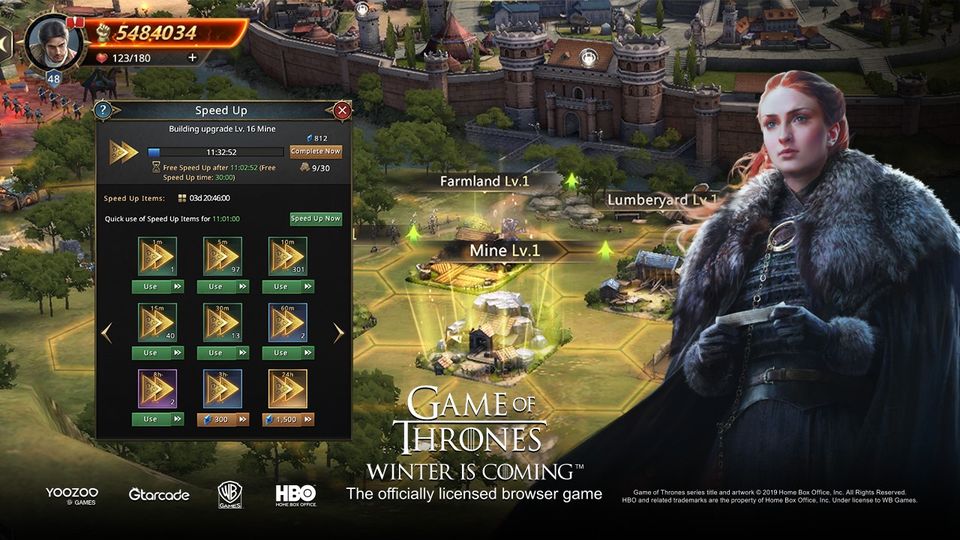 5484034
123/180 +
48
? Speed Up X
Building upgrade Lv. 16 Mine
812
11:32:52
Complete Now
Free Speed Up after 11:02:52 (Free
Speed Up time: 30:00)
9/30
Speed Up Items: 03d 20:46:00
Quick use of Speed Up Items for 11:01:00
Speed Up Now
1m 5m 10m
1 97 301
Use Use Use
15m 30m 60m
40 13 2
Use Use Use
8h 3h 24h
2
Use 300 1,500
Farmland Lv.1
Lumberyard Lv.1
Mine Lv.1
GAME OF
THRONES
WINTER IS COMING™
The officially licensed browser game
YOOZOO
GAMES
Gtarcade
WB
GAMES
HBO
HOME BOX OFFICE.
Game of Thrones series title and artwork © 2019 Home Box Office, Inc. All Rights Reserved.
HBO and related trademarks are the property of Home Box Office, Inc. Under license to WB Games.